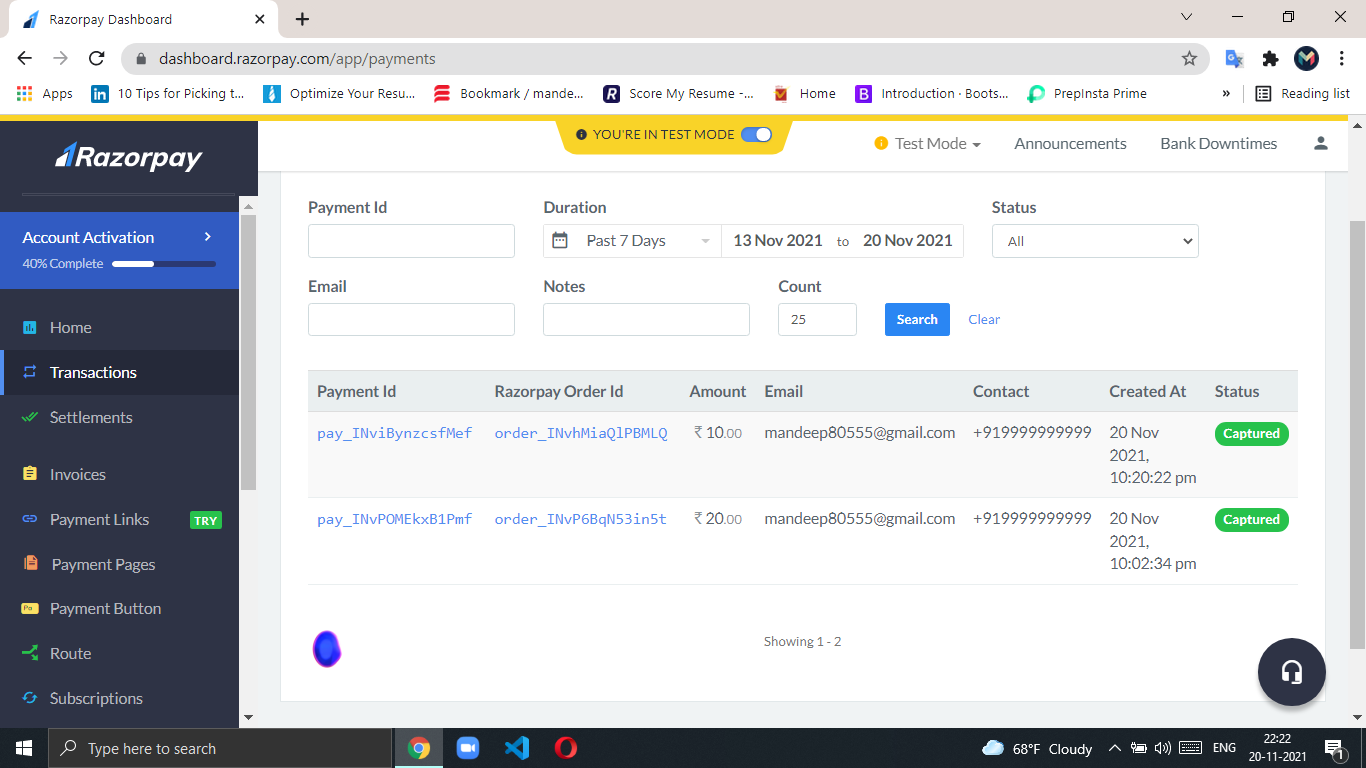 Razorpay Dashboard
dashboard.razorpay.com/app/payments
Apps
10 Tips for Picking t...
Optimize Your Resu...
Bookmark / mande...
Score My Resume -...
Home
Introduction · Boots...
PrepInsta Prime
»
Reading list
YOU'RE IN TEST MODE
Razorpay
Test Mode
Announcements
Bank Downtimes
Account Activation
40% Complete
Home
Transactions
Settlements
Invoices
Payment Links
TRY
Payment Pages
Payment Button
Route
Subscriptions
Payment Id
Duration
Status
Past 7 Days
13 Nov 2021 to 20 Nov 2021
All
Email
Notes
Count
25
Search
Clear
Payment Id Razorpay Order Id Amount Email Contact Created At Status
pay_INviBynzcsfMef order_INvhMiaQlPBMLQ ₹ 10.00 mandeep80555@gmail.com +919999999999 20 Nov Captured
2021,
10:20:22 pm
pay_INvPOMEkxB1Pmf order_INvP6BqN53in5t ₹ 20.00 mandeep80555@gmail.com +919999999999 20 Nov Captured
2021,
10:02:34 pm
Showing 1 - 2
Type here to search
68°F Cloudy
ENG
22:22
20-11-2021
1